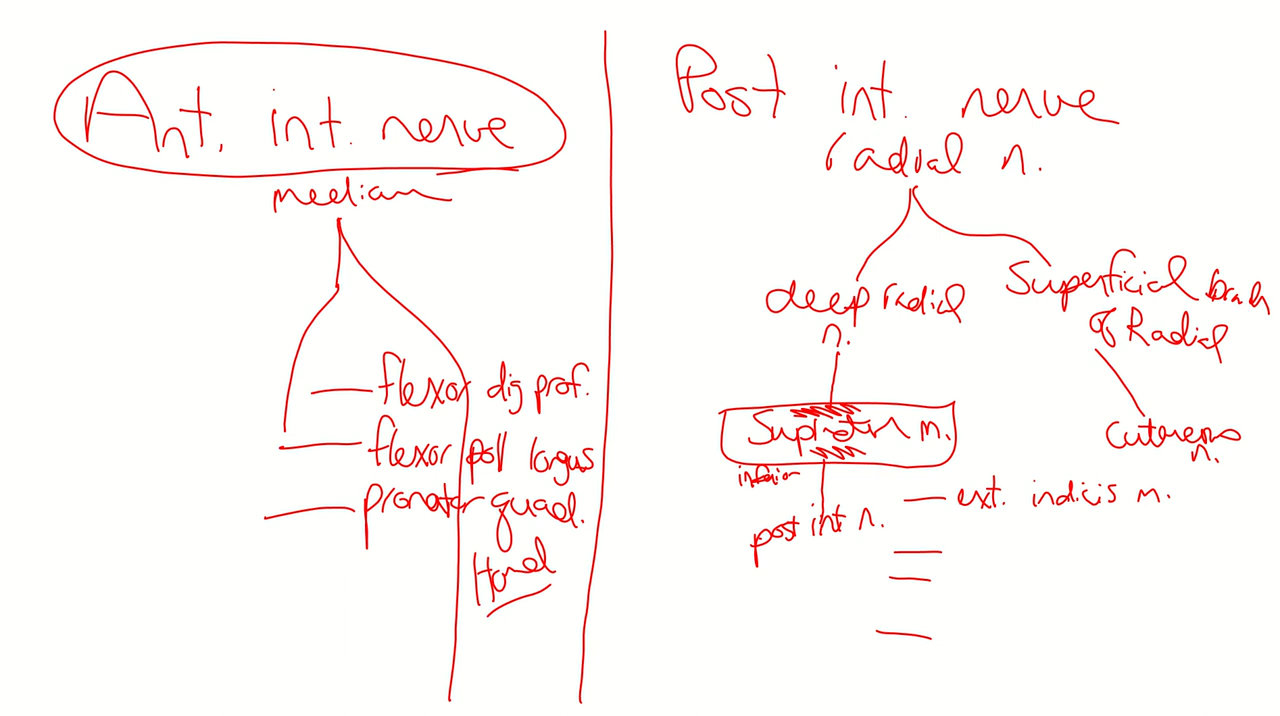 Ant. int. nerve
median
flexor dig prof.
flexor poll longus
pronator quad.
Hand
Post int. nerve
radial n.
deep radial
n.
Superficial branch
of Radial
Supinator m.
inferior
post int n.
Cutaneous
n.
ext. indicis m.